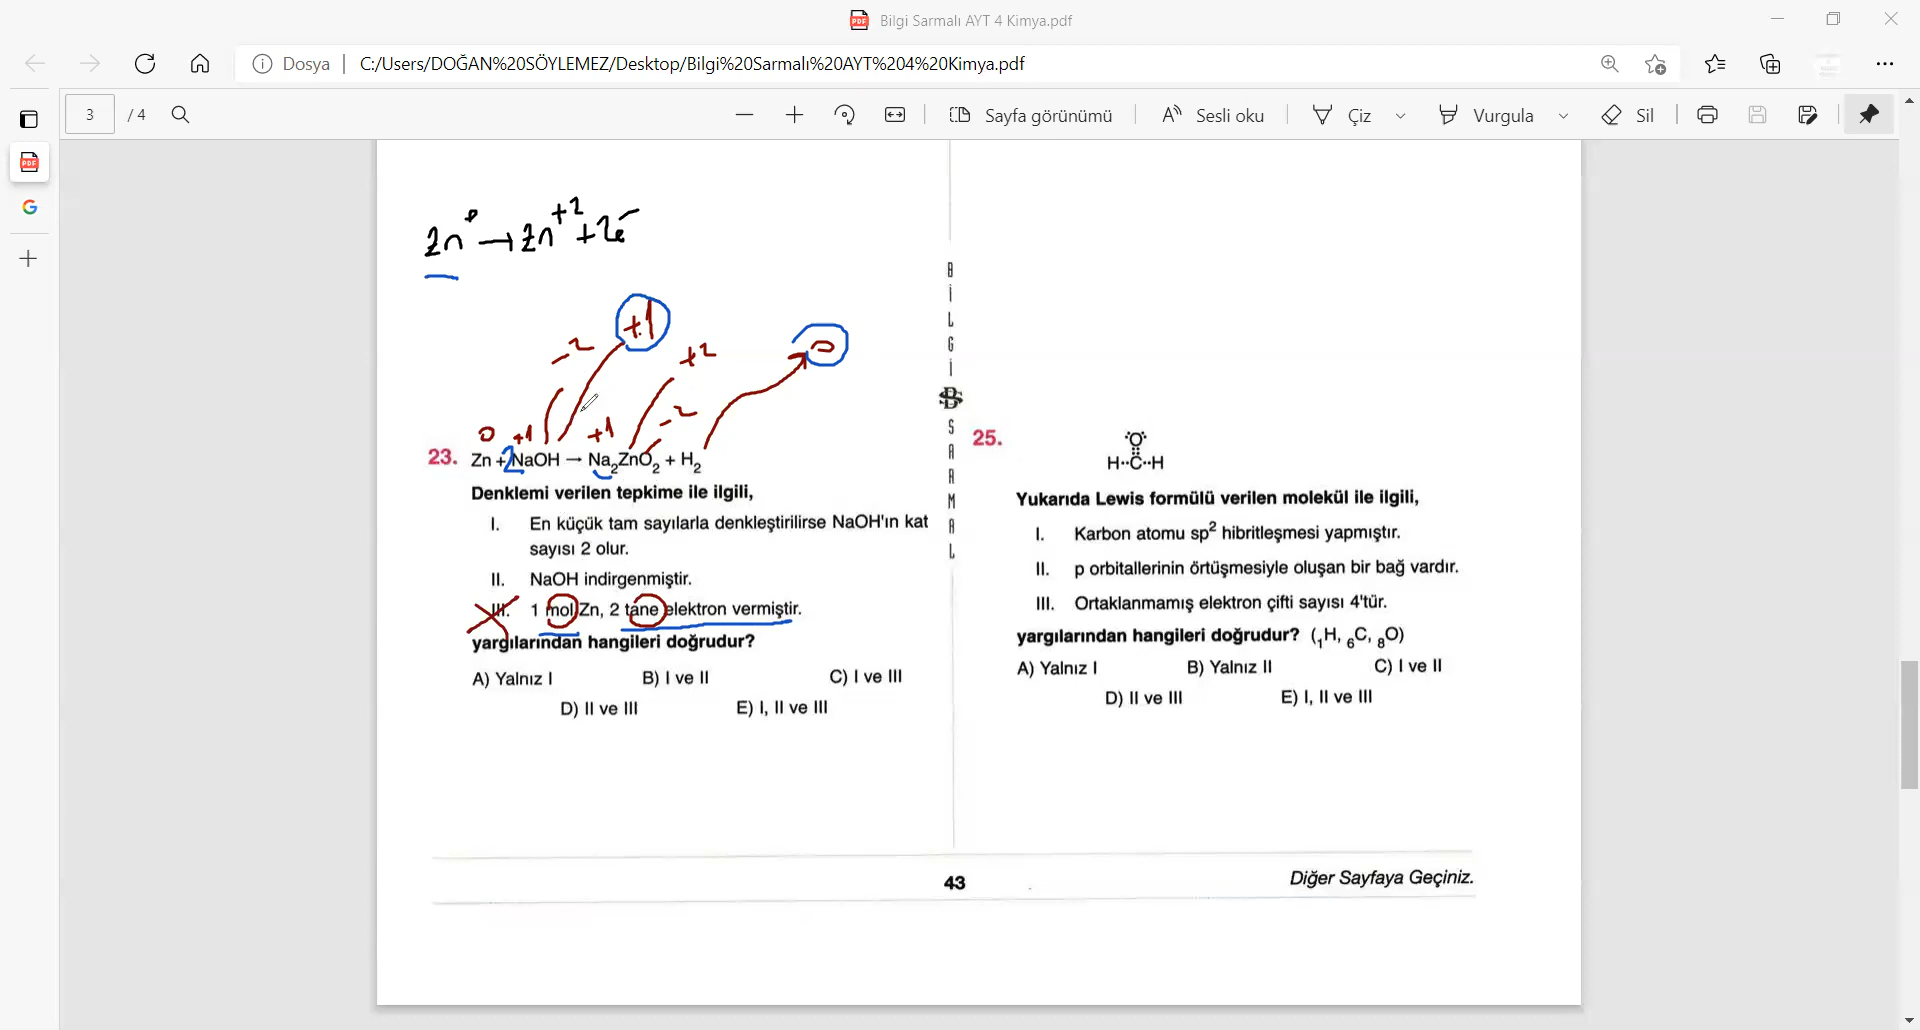 Bilgi Sarmalı AYT 4 Kimya.pdf
Dosya | C:/Users/DOĞAN%20SÖYLEMEZ/Desktop/Bilgi%20Sarmalı%20AYT%204%20Kimya.pdf
3 / 4 Sayfa görünümü Sesli oku Çiz Vurgula Sil
Zn⁰ → Zn⁺² + 2e⁻
+1
-2 +2 0
-2
0 +1 +1
23. Zn + 2NaOH → Na₂ZnO₂ + H₂
Denklemi verilen tepkime ile ilgili,
I. En küçük tam sayılarla denkleştirilirse NaOH'ın kat
sayısı 2 olur.
II. NaOH indirgenmiştir.
III. 1 mol Zn, 2 tane elektron vermiştir.
yargılarından hangileri doğrudur?
A) Yalnız I B) I ve II C) I ve III
D) II ve III E) I, II ve III
BİLGİ
SARMAL
25.
O
H··C··H
Yukarıda Lewis formülü verilen molekül ile ilgili,
I. Karbon atomu sp² hibritleşmesi yapmıştır.
II. p orbitallerinin örtüşmesiyle oluşan bir bağ vardır.
III. Ortaklanmamış elektron çifti sayısı 4'tür.
yargılarından hangileri doğrudur? (₁H, ₆C, ₈O)
A) Yalnız I B) Yalnız II C) I ve II
D) II ve III E) I, II ve III
43
Diğer Sayfaya Geçiniz.